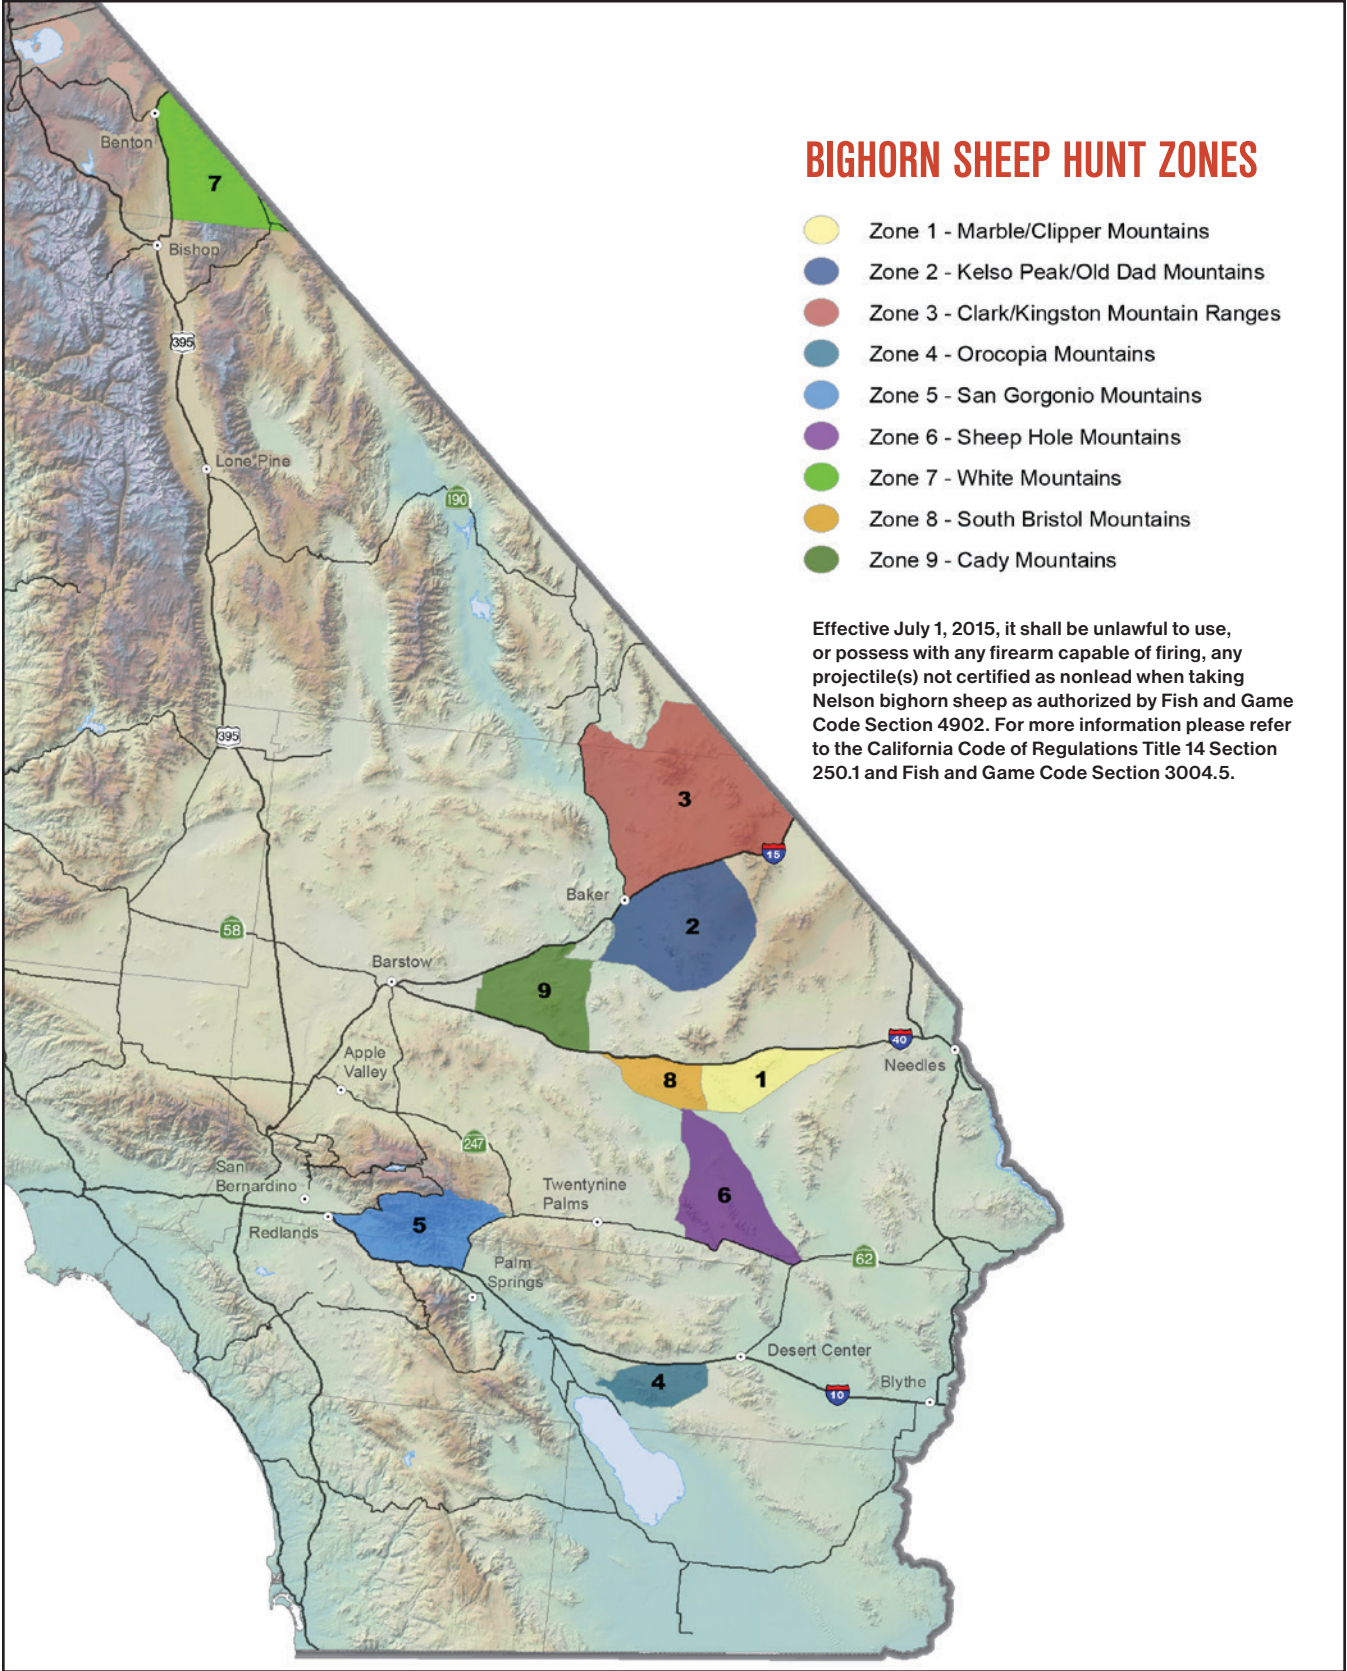 BIGHORN SHEEP HUNT ZONES
Zone 1 - Marble/Clipper Mountains
Zone 2 - Kelso Peak/Old Dad Mountains
Zone 3 - Clark/Kingston Mountain Ranges
Zone 4 - Orocopia Mountains
Zone 5 - San Gorgonio Mountains
Zone 6 - Sheep Hole Mountains
Zone 7 - White Mountains
Zone 8 - South Bristol Mountains
Zone 9 - Cady Mountains
Effective July 1, 2015, it shall be unlawful to use,
or possess with any firearm capable of firing, any
projectile(s) not certified as nonlead when taking
Nelson bighorn sheep as authorized by Fish and Game
Code Section 4902. For more information please refer
to the California Code of Regulations Title 14 Section
250.1 and Fish and Game Code Section 3004.5.
Benton
7
Bishop
395
Lone Pine
190
395
3
15
Baker
2
58
Barstow
9
40
Needles
Apple
Valley
8
1
247
San
Bernardino
Twentynine
Palms
6
5
Redlands
62
Palm
Springs
Desert Center
4
Blythe
10